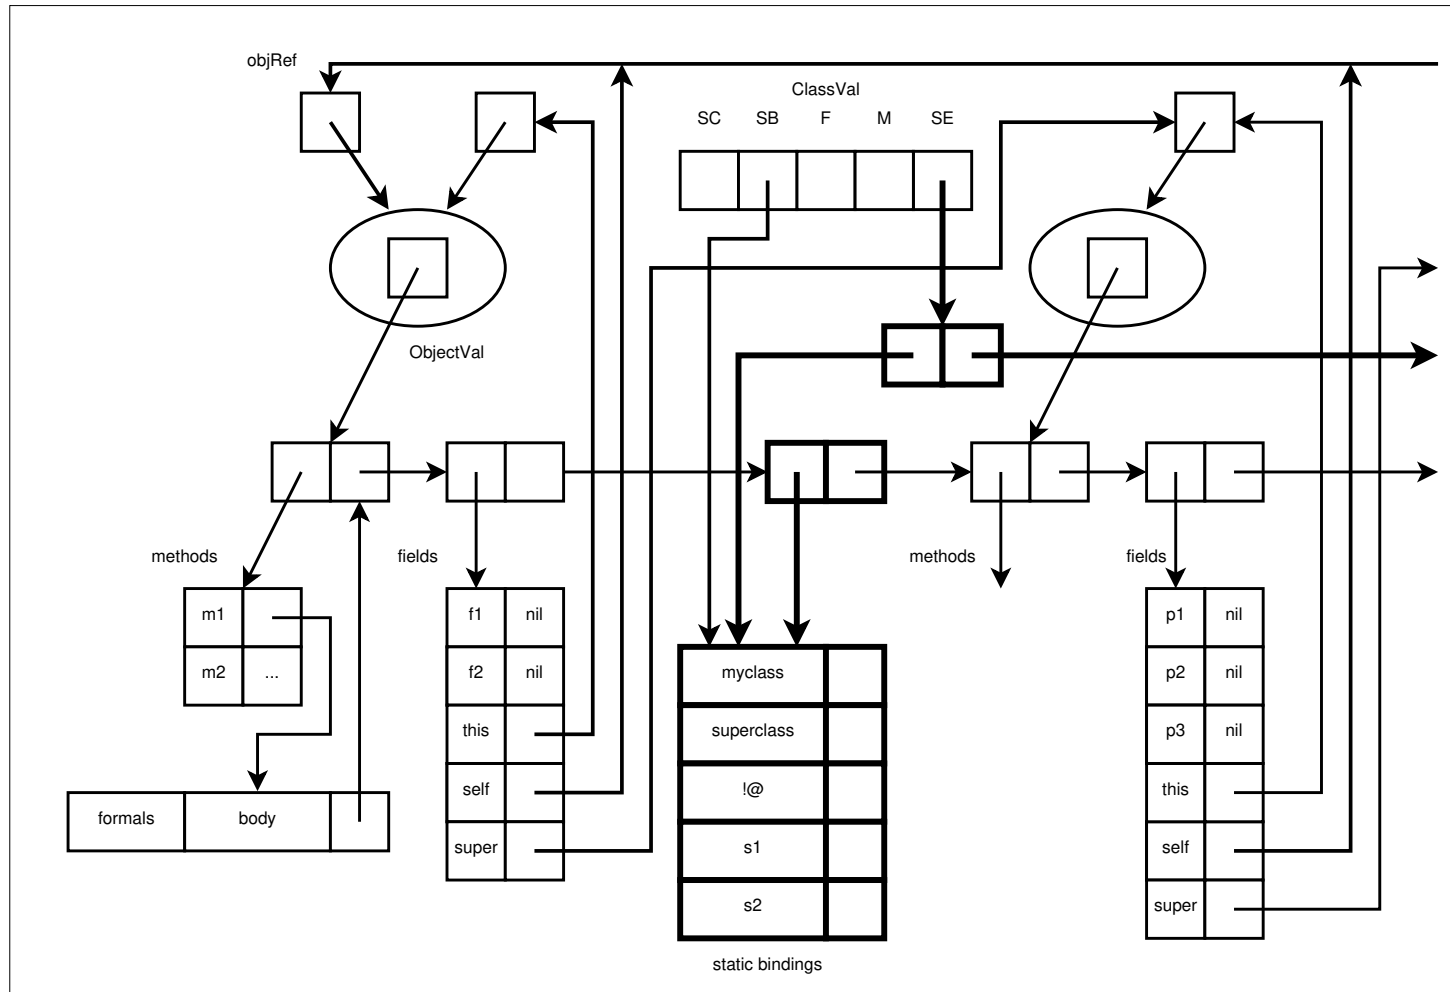 objRef
ClassVal
SC SB F M SE
ObjectVal
methods fields methods fields
m1 f1 nil p1 nil
m2 ... f2 nil myclass p2 nil
this superclass p3 nil
formals body self !@ this
super s1 self
s2 super
static bindings